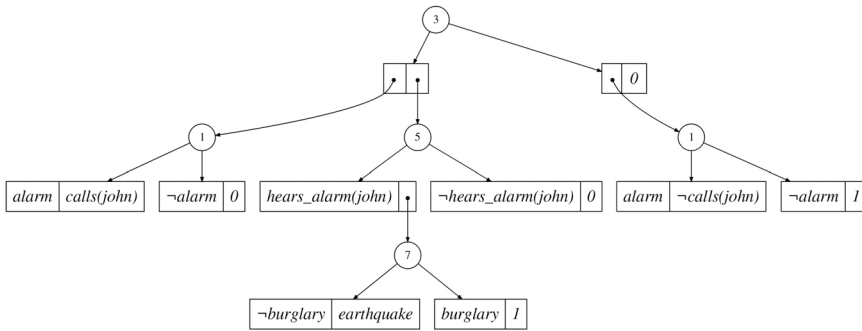 3
0
1
5
1
alarm calls(john)
¬alarm 0
hears_alarm(john)
¬hears_alarm(john) 0
alarm ¬calls(john)
¬alarm 1
7
¬burglary earthquake
burglary 1